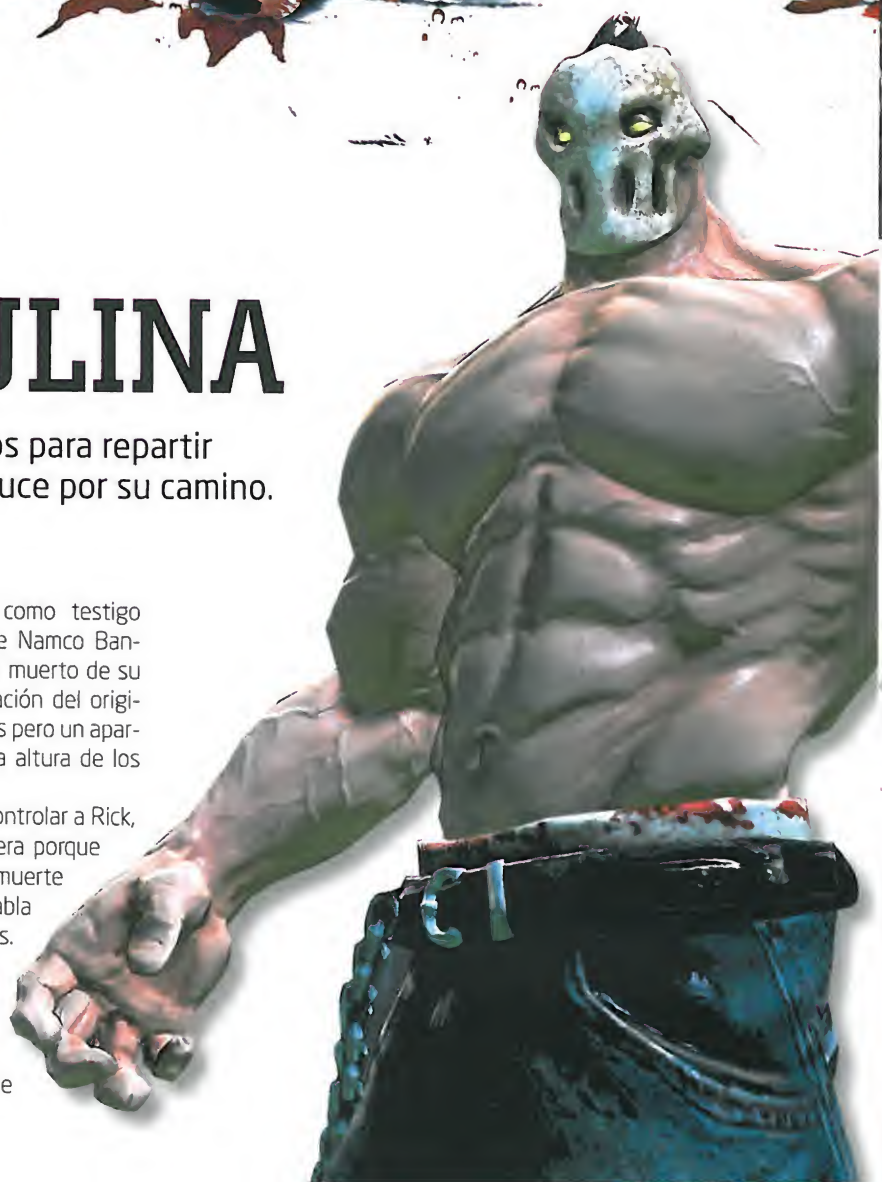 ULINA
os para repartir
uce por su camino.
como testigo
e Namco Ban-
muerto de su
ación del origi-
s pero un apar-
a altura de los
ontrolar a Rick,
era porque
muerte
abla
s.
e